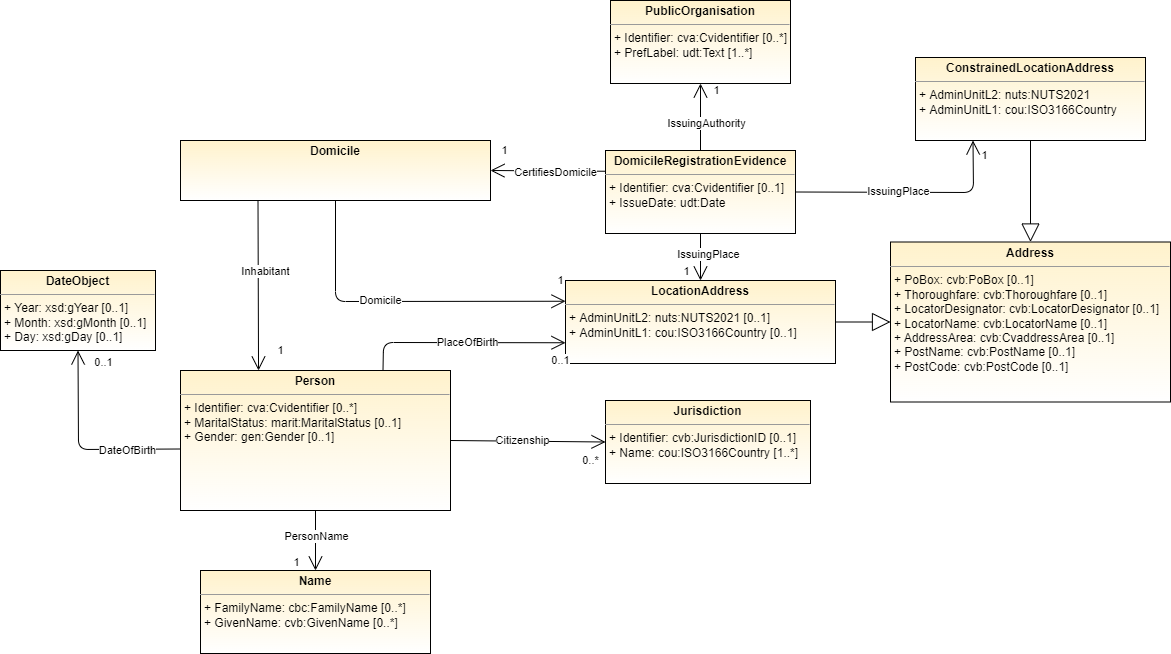 PublicOrganisation
+ Identifier: cva:Cvidentifier [0..*]
+ PrefLabel: udt:Text [1..*]
1
IssuingAuthority
ConstrainedLocationAddress
+ AdminUnitL2: nuts:NUTS2021
+ AdminUnitL1: cou:ISO3166Country
1
IssuingPlace
Domicile
1
CertifiesDomicile
DomicileRegistrationEvidence
+ Identifier: cva:Cvidentifier [0..1]
+ IssueDate: udt:Date
IssuingPlace
1
Inhabitant
1
Domicile
1
LocationAddress
+ AdminUnitL2: nuts:NUTS2021 [0..1]
+ AdminUnitL1: cou:ISO3166Country [0..1]
Address
+ PoBox: cvb:PoBox [0..1]
+ Thoroughfare: cvb:Thoroughfare [0..1]
+ LocatorDesignator: cvb:LocatorDesignator [0..1]
+ LocatorName: cvb:LocatorName [0..1]
+ AddressArea: cvb:CvaddressArea [0..1]
+ PostName: cvb:PostName [0..1]
+ PostCode: cvb:PostCode [0..1]
DateObject
+ Year: xsd:gYear [0..1]
+ Month: xsd:gMonth [0..1]
+ Day: xsd:gDay [0..1]
0..1
DateOfBirth
PlaceOfBirth
0..1
Person
+ Identifier: cva:Cvidentifier [0..*]
+ MaritalStatus: marit:MaritalStatus [0..1]
+ Gender: gen:Gender [0..1]
Citizenship
0..*
Jurisdiction
+ Identifier: cvb:JurisdictionID [0..1]
+ Name: cou:ISO3166Country [1..*]
PersonName
1
Name
+ FamilyName: cbc:FamilyName [0..*]
+ GivenName: cvb:GivenName [0..*]